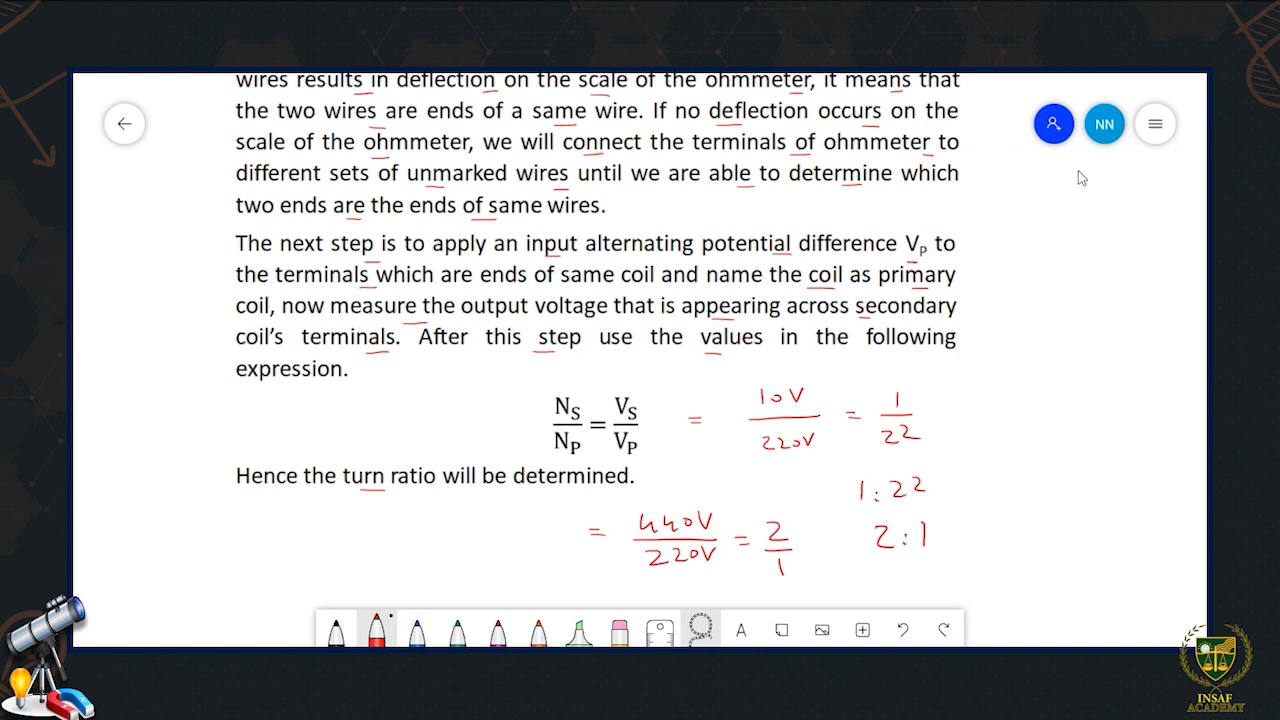 wires results in deflection on the scale of the ohmmeter, it means that
the two wires are ends of a same wire. If no deflection occurs on the
scale of the ohmmeter, we will connect the terminals of ohmmeter to
different sets of unmarked wires until we are able to determine which
two ends are the ends of same wires.
The next step is to apply an input alternating potential difference VP to
the terminals which are ends of same coil and name the coil as primary
coil, now measure the output voltage that is appearing across secondary
coil's terminals. After this step use the values in the following
expression.
NS/NP = VS/VP = 10V/220V = 1/22
Hence the turn ratio will be determined.
1:22
= 440V/220V = 2/1
2:1
NN
A
INSAF
ACADEMY